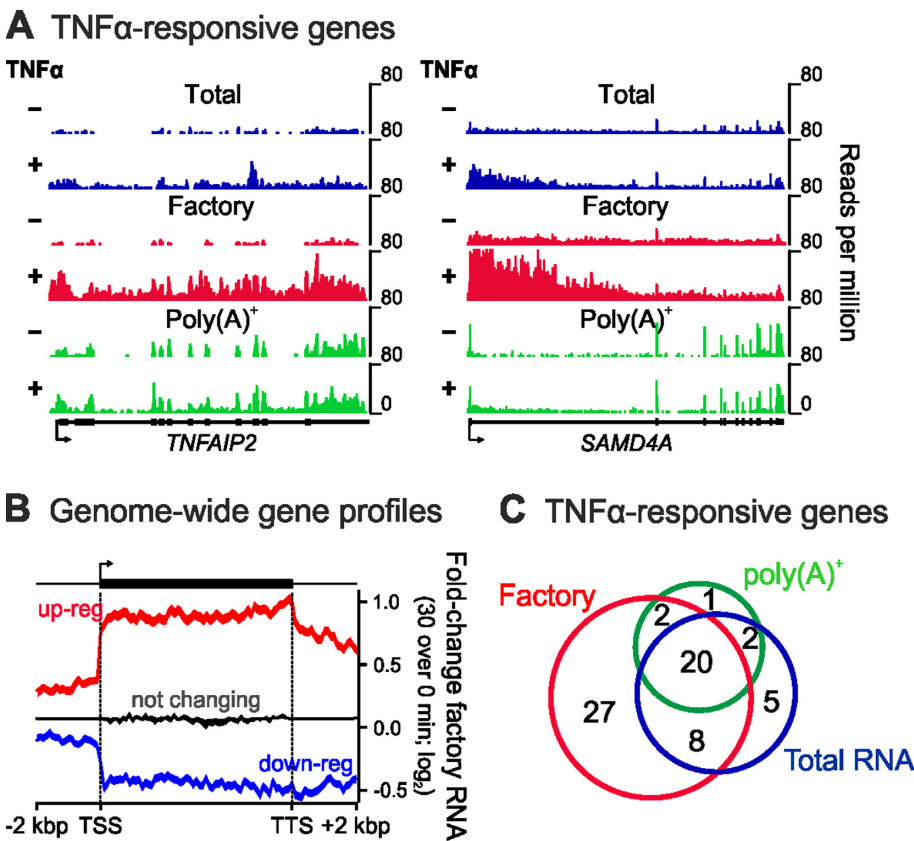 A TNFα-responsive genes
TNFα
TNFα
Total
Total
80
80
–
–
80
80
+
+
80
80
Factory
Factory
–
–
80
80
+
+
80
80
Poly(A)+
Poly(A)+
–
–
80
80
+
+
0
0
Reads per million
TNFAIP2
SAMD4A
B Genome-wide gene profiles
up-reg
not changing
down-reg
1.0
0.5
0.0
-0.5
Fold-change factory RNA
(30 over 0 min; log2)
-2 kbp TSS TTS +2 kbp
C TNFα-responsive genes
Factory
poly(A)+
Total RNA
1
2
2
20
27
5
8